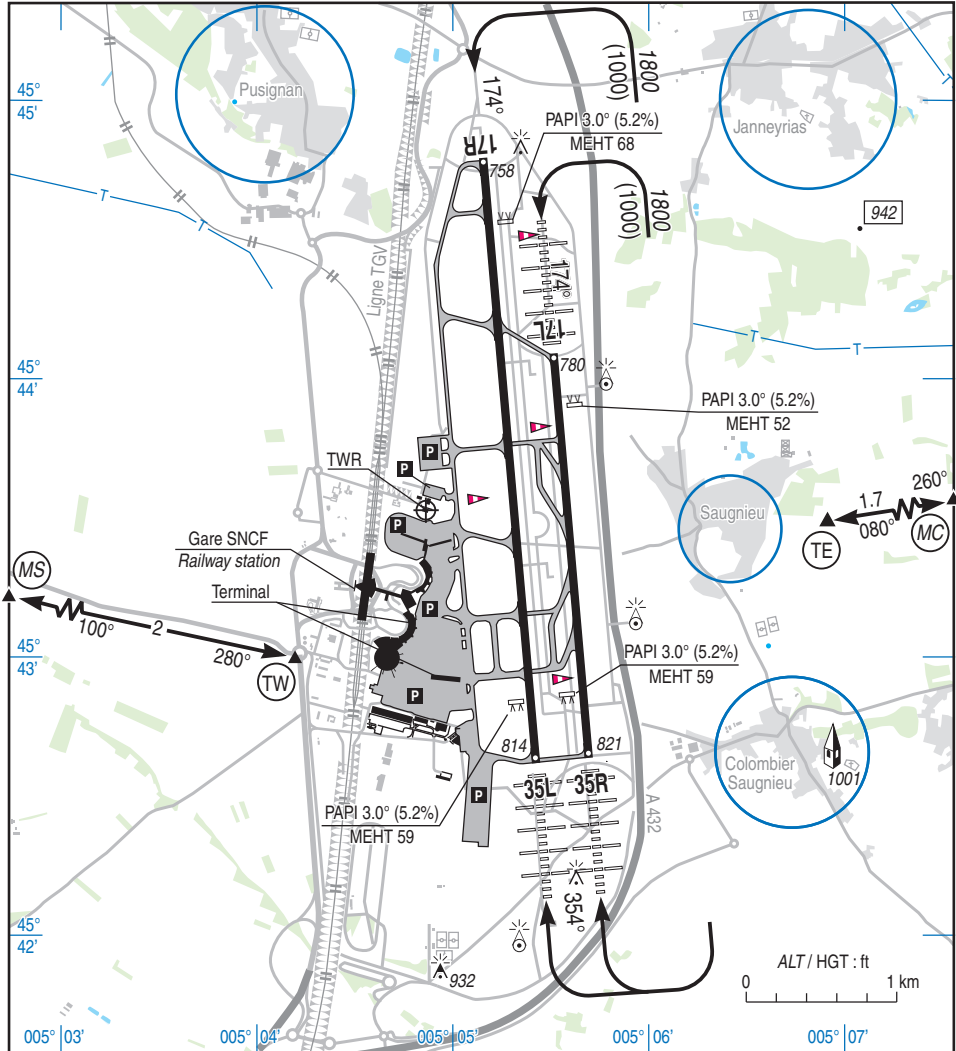 45°
45'
Pusignan
174°
1800
(1000)
PAPI 3.0° (5.2%)
MEHT 68
Janneyrias
17R
758
1800
(1000)
942
T
T
Ligne TGV
174°
17L
T
T
45°
44'
780
PAPI 3.0° (5.2%)
MEHT 52
P
TWR
P
Saugnieu
1.7
260°
080°
TE
MC
P
Gare SNCF
Railway station
MS
Terminal
P
100°
2
280°
TW
45°
43'
PAPI 3.0° (5.2%)
MEHT 59
P
814
821
Colombier
Saugnieu
1001
35L
35R
P
PAPI 3.0° (5.2%)
MEHT 59
A 432
354°
45°
42'
932
ALT / HGT : ft
0
1 km
005° 03'
005° 04'
005° 05'
005° 06'
005° 07'